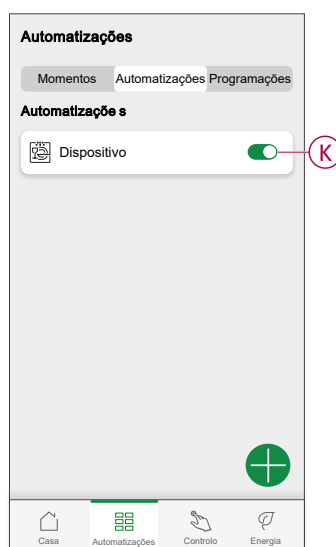 Automatizações
Momentos Automatizações Programações
Automatizaçõe s
Dispositivo
K
Casa Automatizações Controlo Energia